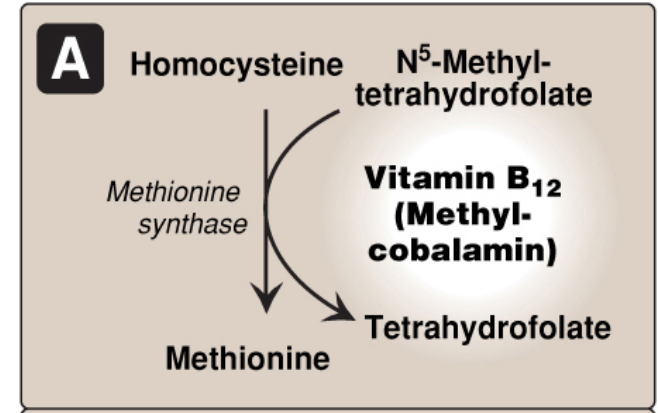 A
Homocysteine
N5-Methyl-
tetrahydrofolate
Methionine
synthase
Vitamin B12
(Methyl-
cobalamin)
Tetrahydrofolate
Methionine